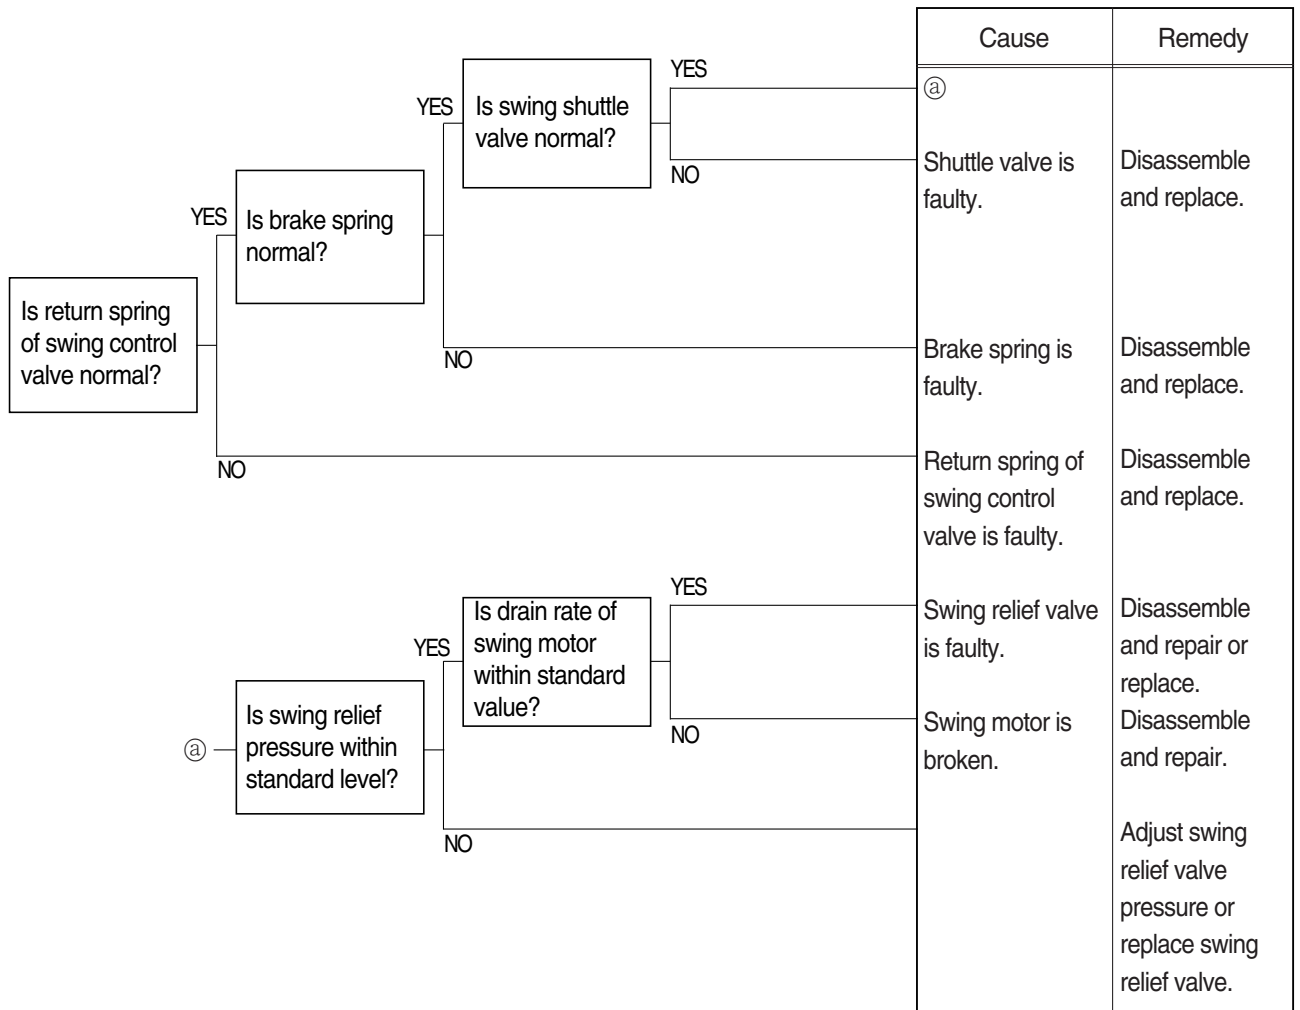 Cause
Remedy
YES
ⓐ
YES
Is swing shuttle
valve normal?
Shuttle valve is
faulty.
Disassemble
and replace.
NO
YES
Is brake spring
normal?
Is return spring
of swing control
valve normal?
NO
Brake spring is
faulty.
Disassemble
and replace.
NO
Return spring of
swing control
valve is faulty.
Disassemble
and replace.
YES
Is drain rate of
swing motor
within standard
value?
Swing relief valve
is faulty.
Disassemble
and repair or
replace.
YES
NO
Swing motor is
broken.
Disassemble
and repair.
ⓐ
Is swing relief
pressure within
standard level?
NO
Adjust swing
relief valve
pressure or
replace swing
relief valve.